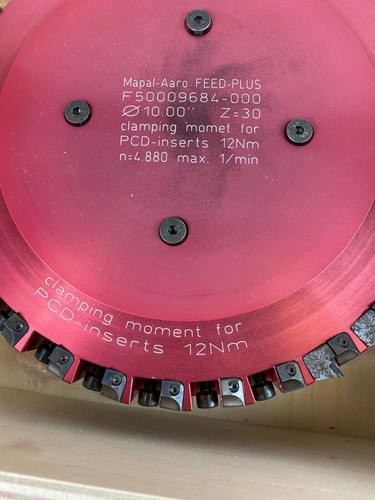 Mapal-Aaro FEED-PLUS
F50009684-000
Ø10.00'' Z=30
clamping momet for
PCD-inserts 12Nm
n=4.880 max. 1/min
clamping moment for
PCD-inserts 12Nm